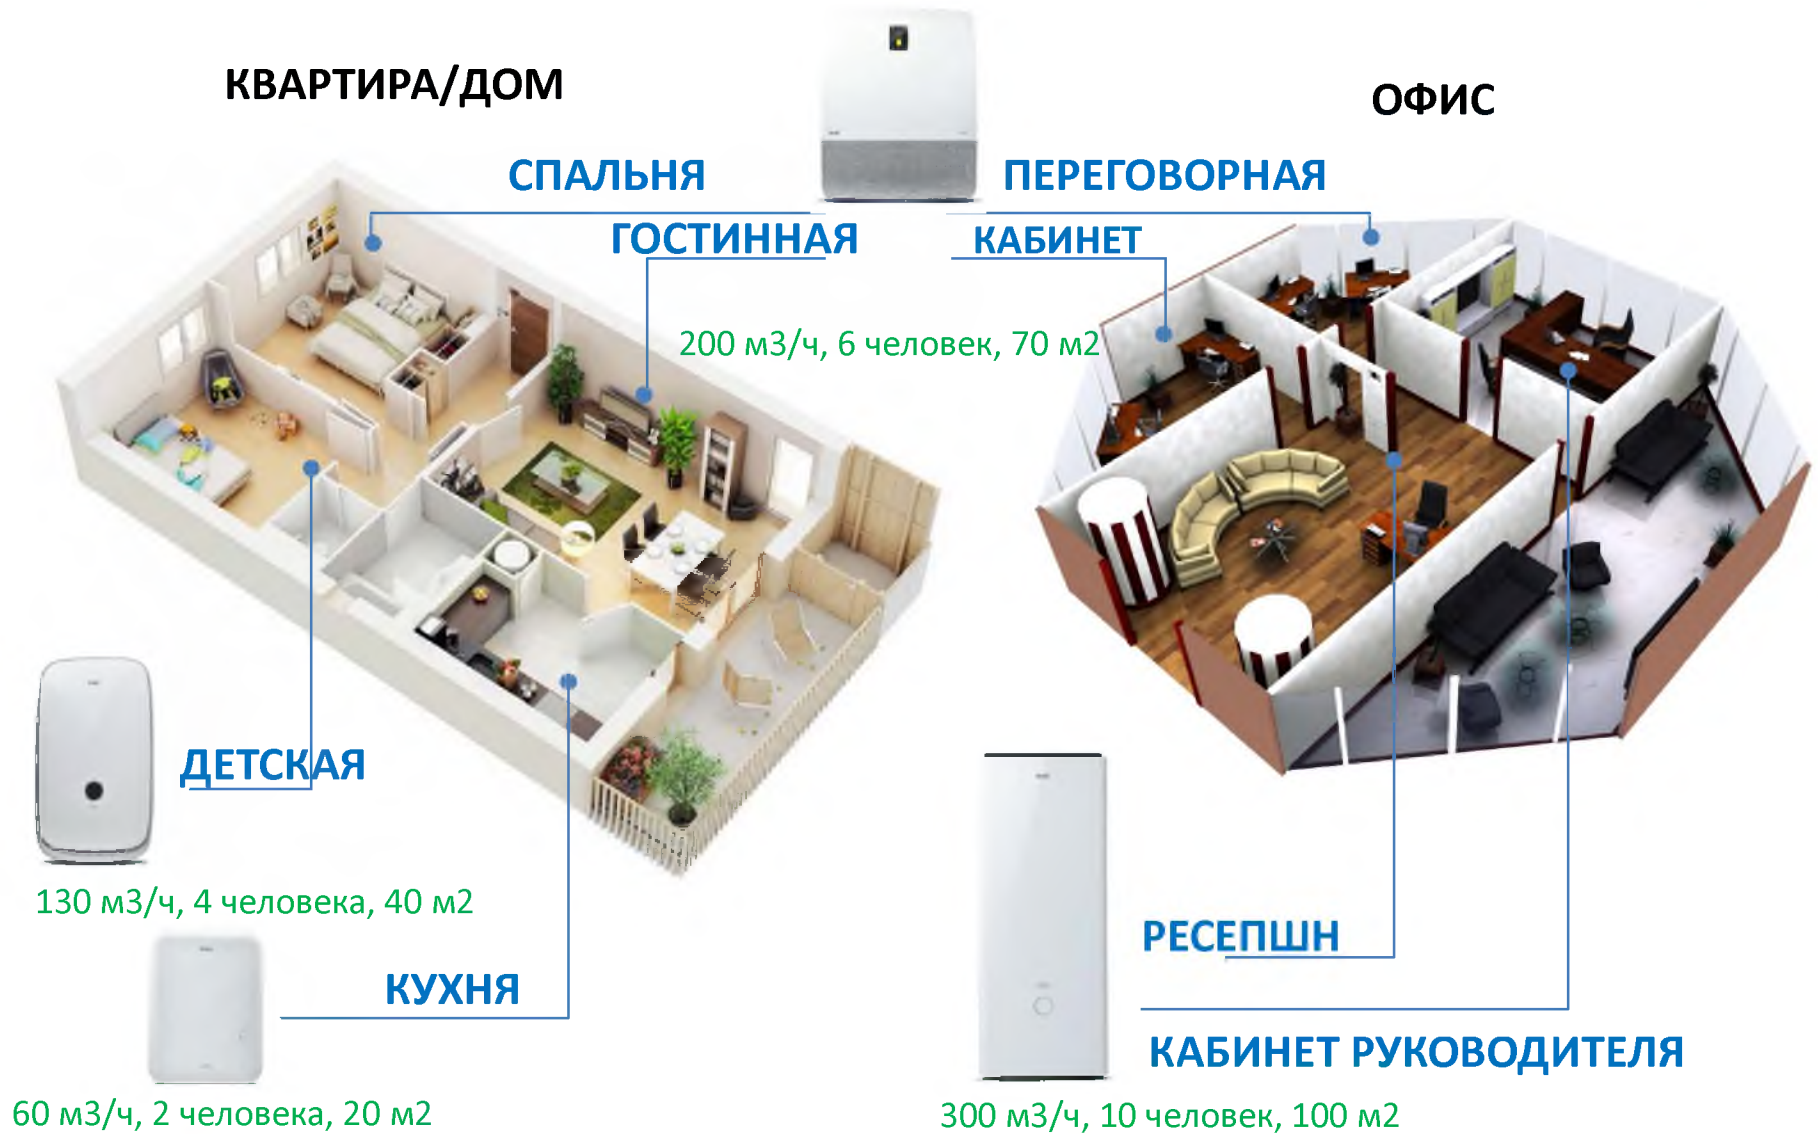 КВАРТИРА/ДОМ
ОФИС
СПАЛЬНЯ
ПЕРЕГОВОРНАЯ
ГОСТИННАЯ
КАБИНЕТ
200 м3/ч, 6 человек, 70 м2
ДЕТСКАЯ
130 м3/ч, 4 человека, 40 м2
РЕСЕПШН
КУХНЯ
КАБИНЕТ РУКОВОДИТЕЛЯ
60 м3/ч, 2 человека, 20 м2
300 м3/ч, 10 человек, 100 м2